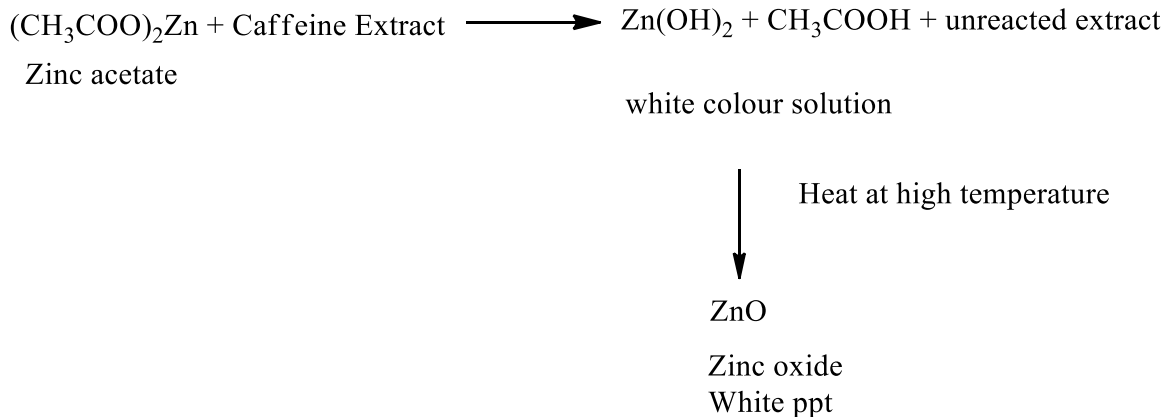 (CH₃COO)₂Zn + Caffeine Extract Zn(OH)₂ + CH₃COOH + unreacted extract
Zinc acetate
white colour solution
Heat at high temperature
ZnO
Zinc oxide
White ppt